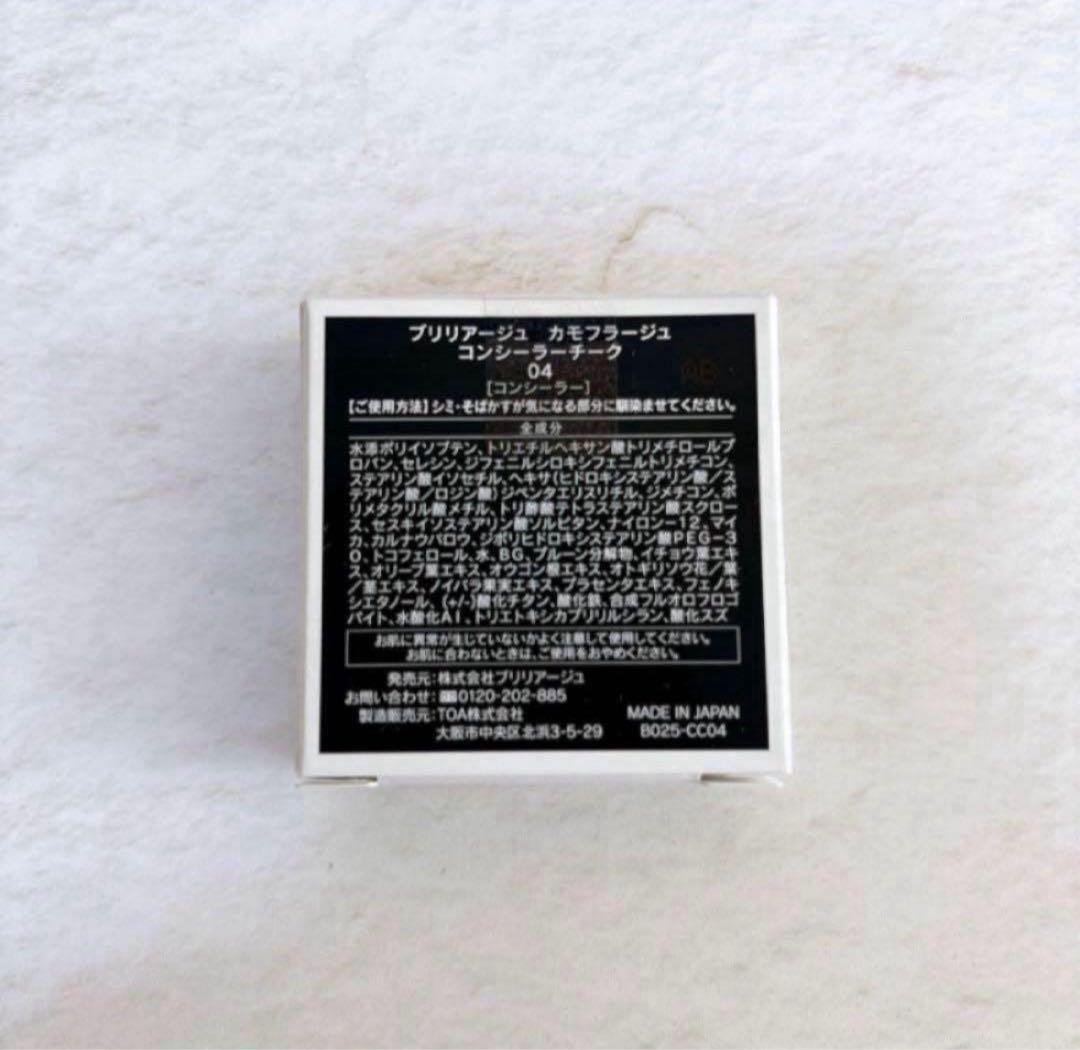 ブリリアージュ　カモフラージュ
コンシーラーチーク
04
[コンシーラー]
【ご使用方法】シミ・そばかすが気になる部分に馴染ませてください。
全成分
水添ポリイソブテン、トリエチルヘキサン酸トリメチロールプ
ロパン、セレシン、ジフェニルシロキシフェニルトリメチコン、
ステアリン酸イソセチル、ヘキサ(ヒドロキシステアリン酸／ス
テアリン酸／ロジン酸)ジペンタエリスリチル、ジメチコン、ポ
リメタクリル酸メチル、トリ酢酸テトラステアリン酸スクロー
ス、セスキイソステアリン酸ソルビタン、ナイロン－12、マイ
カ、カルナウバロウ、ジポリヒドロキシステアリン酸PEG－3
0、トコフェロール、水、BG、プルーン分解物、イチョウ葉エキ
ス、オリーブ葉エキス、オウゴン根エキス、オトギリソウ花／葉
／茎エキス、ノイバラ果実エキス、プラセンタエキス、フェノキ
シエタノール、(+/-)酸化チタン、酸化鉄、合成フルオロフロゴ
パイト、水酸化Al、トリエトキシカプリリルシラン、酸化スズ
お肌に異常が生じていないかよく注意して使用してください。
お肌に合わないときは、ご使用をおやめください。
発売元:株式会社ブリリアージュ
お問い合わせ:0120-202-885
製造販売元:TOA株式会社
大阪市中央区北浜3-5-29
MADE IN JAPAN
B025-CC04